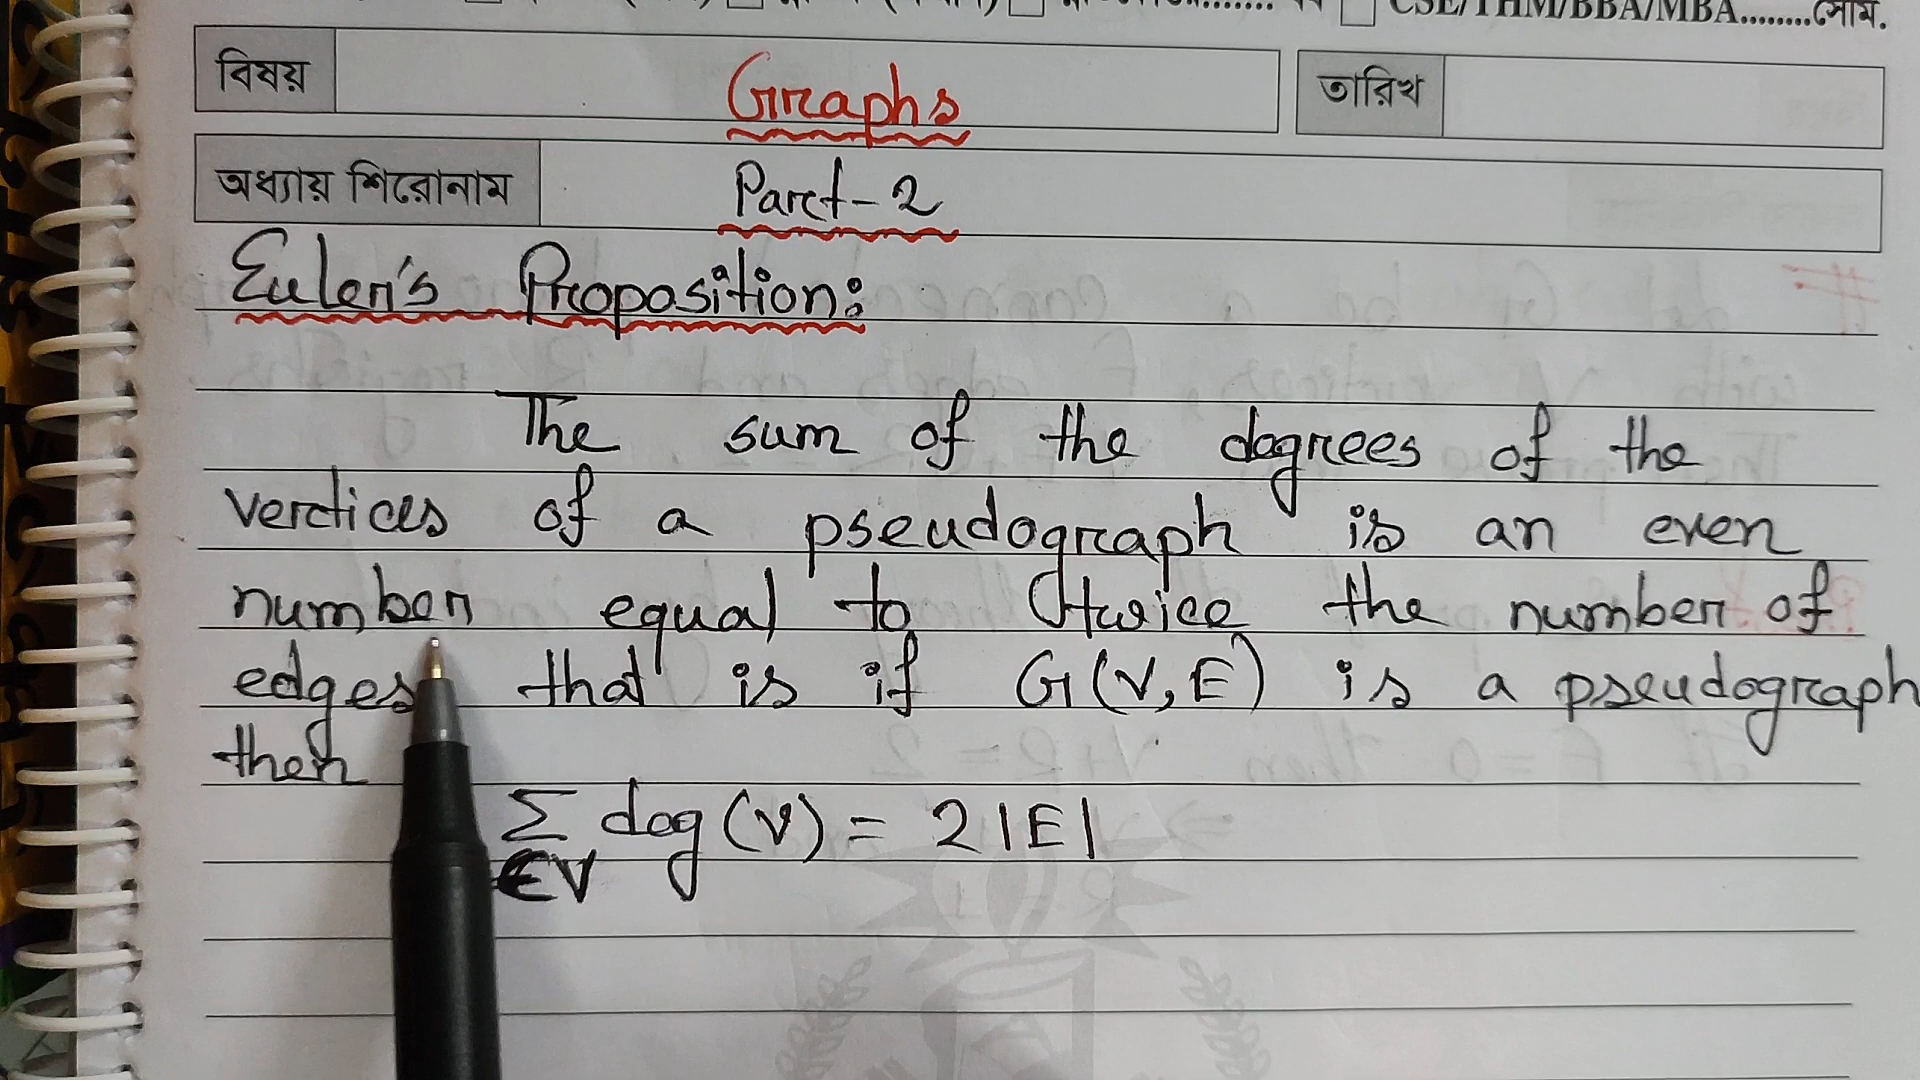 CSE/THM/BBA/MBA.........সেমি.
বিষয় Graphs তারিখ
অধ্যায় শিরোনাম Part-2
Euler's Proposition:
The sum of the degrees of the
vertices of a pseudograph is an even
number equal to twice the number of
edges that is if G(V,E) is a pseudograph
then
Σ deg(v) = 2|E|
∈V